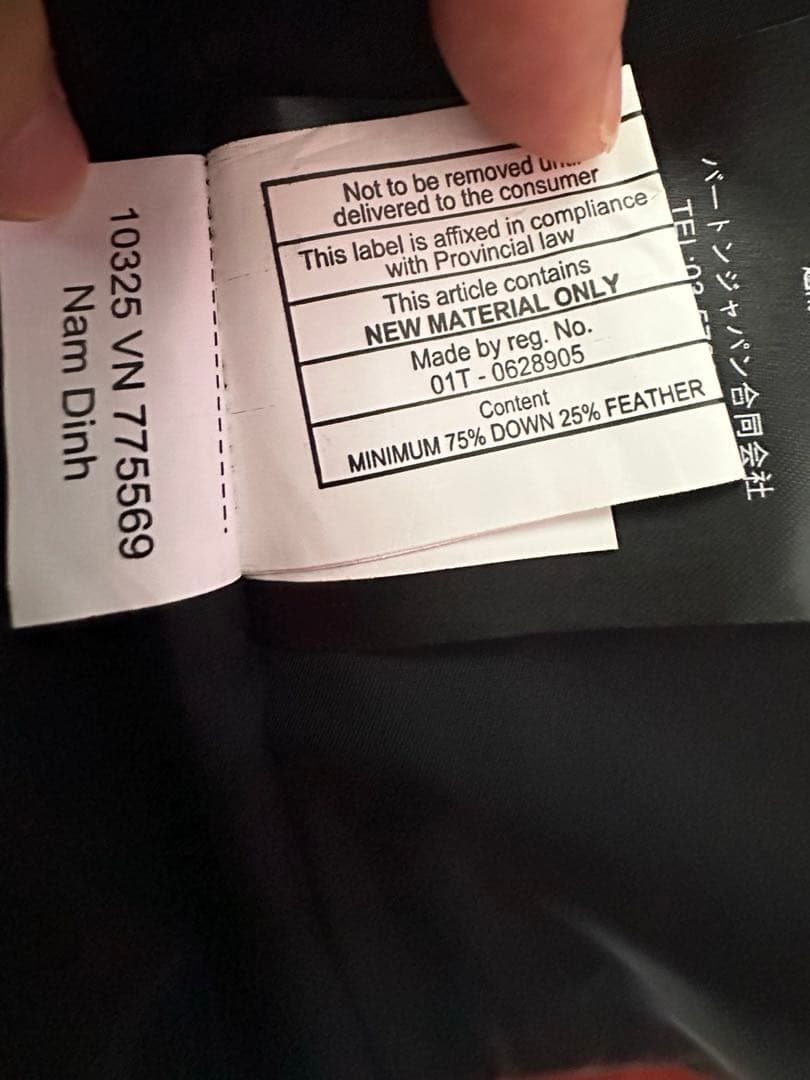 10325 VN 775569
Nam Dinh
Not to be removed
delivered to the consumer
This label is affixed in compliance
with Provincial law
This article contains
NEW MATERIAL ONLY
Made by reg. No.
01T - 0628905
Content
MINIMUM 75% DOWN 25% FEATHER
バートンジャパン合同会社
TEL:03